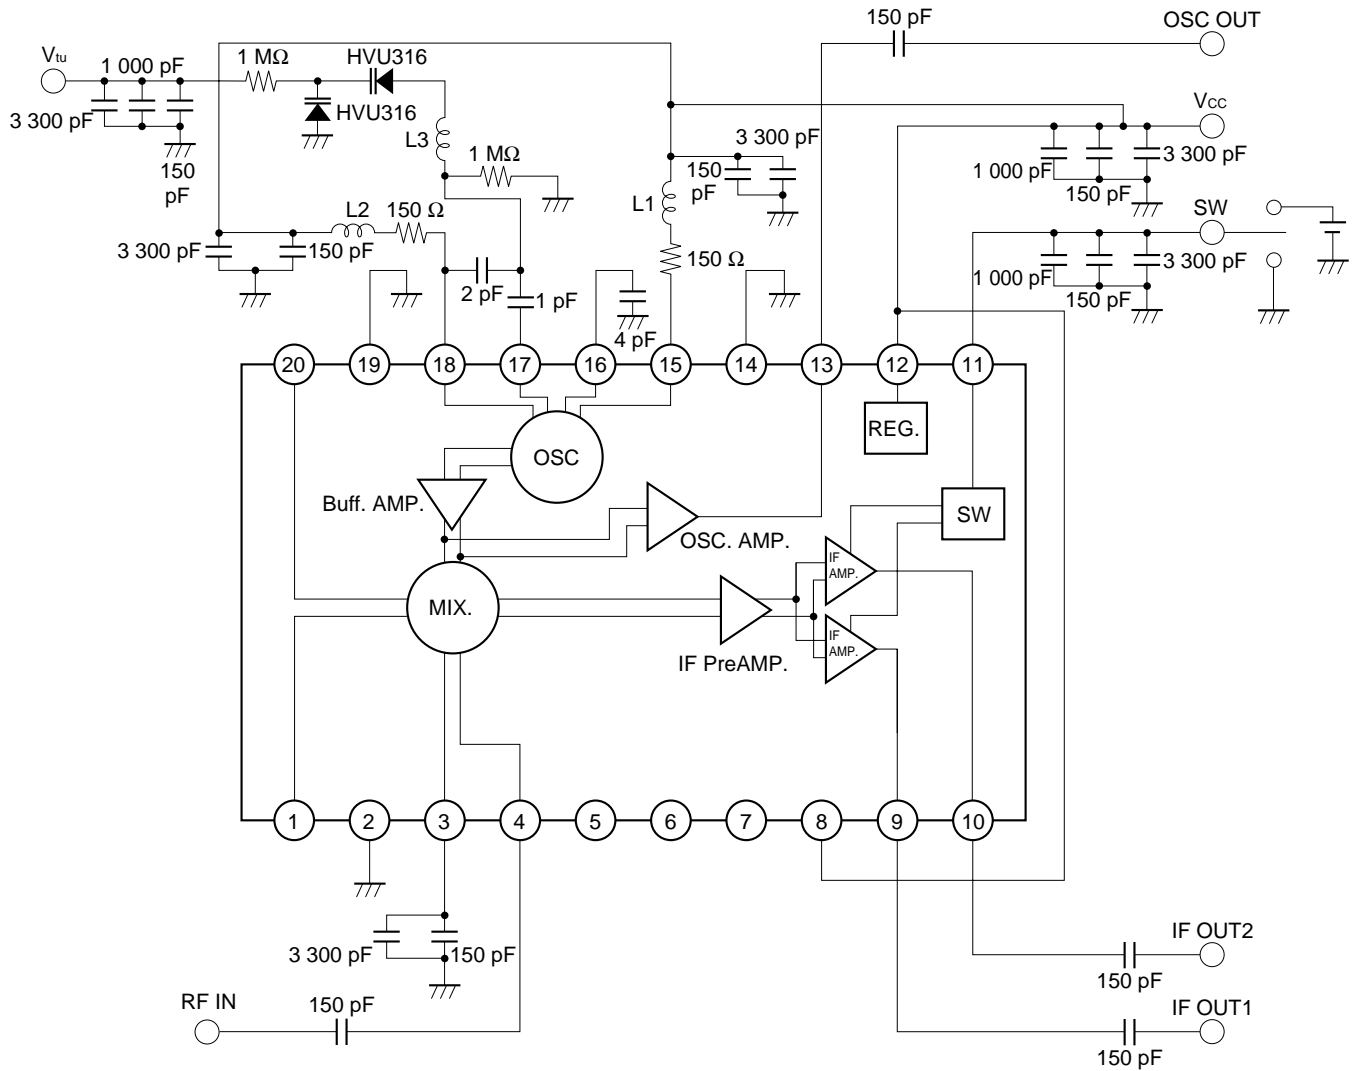 150 pF
OSC OUT
Vtu
1 000 pF
1 MΩ
HVU316
3 300 pF
HVU316
150
pF
L3
1 MΩ
3 300 pF
150
pF
VCC
1 000 pF
3 300 pF
150 pF
L2
150 Ω
L1
SW
3 300 pF
150 pF
150 Ω
1 000 pF
3 300 pF
150 pF
2 pF
1 pF
4 pF
20
19
18
17
16
15
14
13
12
11
REG.
OSC
Buff. AMP.
SW
OSC. AMP.
IF
AMP.
MIX.
IF
AMP.
IF PreAMP.
1
2
3
4
5
6
7
8
9
10
3 300 pF
150 pF
IF OUT2
150 pF
RF IN
150 pF
IF OUT1
150 pF